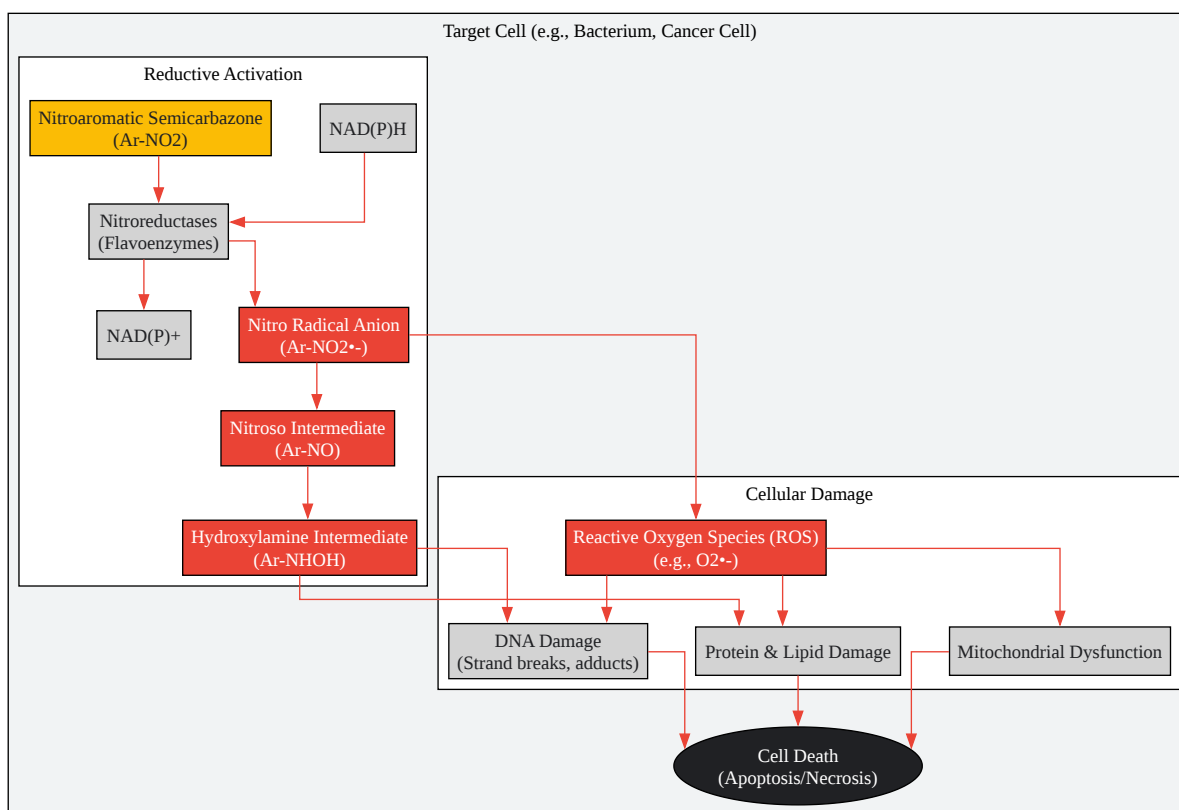 Target Cell (e.g., Bacterium, Cancer Cell)
Reductive Activation
Nitroaromatic Semicarbazone
(Ar-NO2)
NAD(P)H
Nitroreductases
(Flavoenzymes)
NAD(P)+
Nitro Radical Anion
(Ar-NO2•-)
Nitroso Intermediate
(Ar-NO)
Hydroxylamine Intermediate
(Ar-NHOH)
Cellular Damage
Reactive Oxygen Species (ROS)
(e.g., O2•-)
DNA Damage
(Strand breaks, adducts)
Protein & Lipid Damage
Mitochondrial Dysfunction
Cell Death
(Apoptosis/Necrosis)